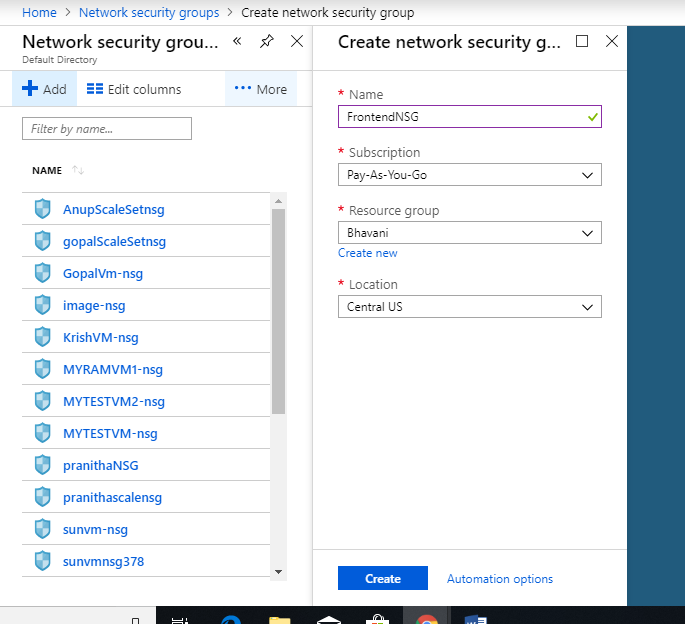 Home > Network security groups > Create network security group
Network security grou...
Default Directory
Add
Edit columns
More
Filter by name...
NAME
AnupScaleSetnsg
gopalScaleSetnsg
GopalVm-nsg
image-nsg
KrishVM-nsg
MYRAMVM1-nsg
MYTESTVM2-nsg
MYTESTVM-nsg
pranithaNSG
pranithascalensg
sunvm-nsg
sunvmnsg378
Create network security g...
* Name
FrontendNSG
* Subscription
Pay-As-You-Go
* Resource group
Bhavani
Create new
* Location
Central US
Create
Automation options